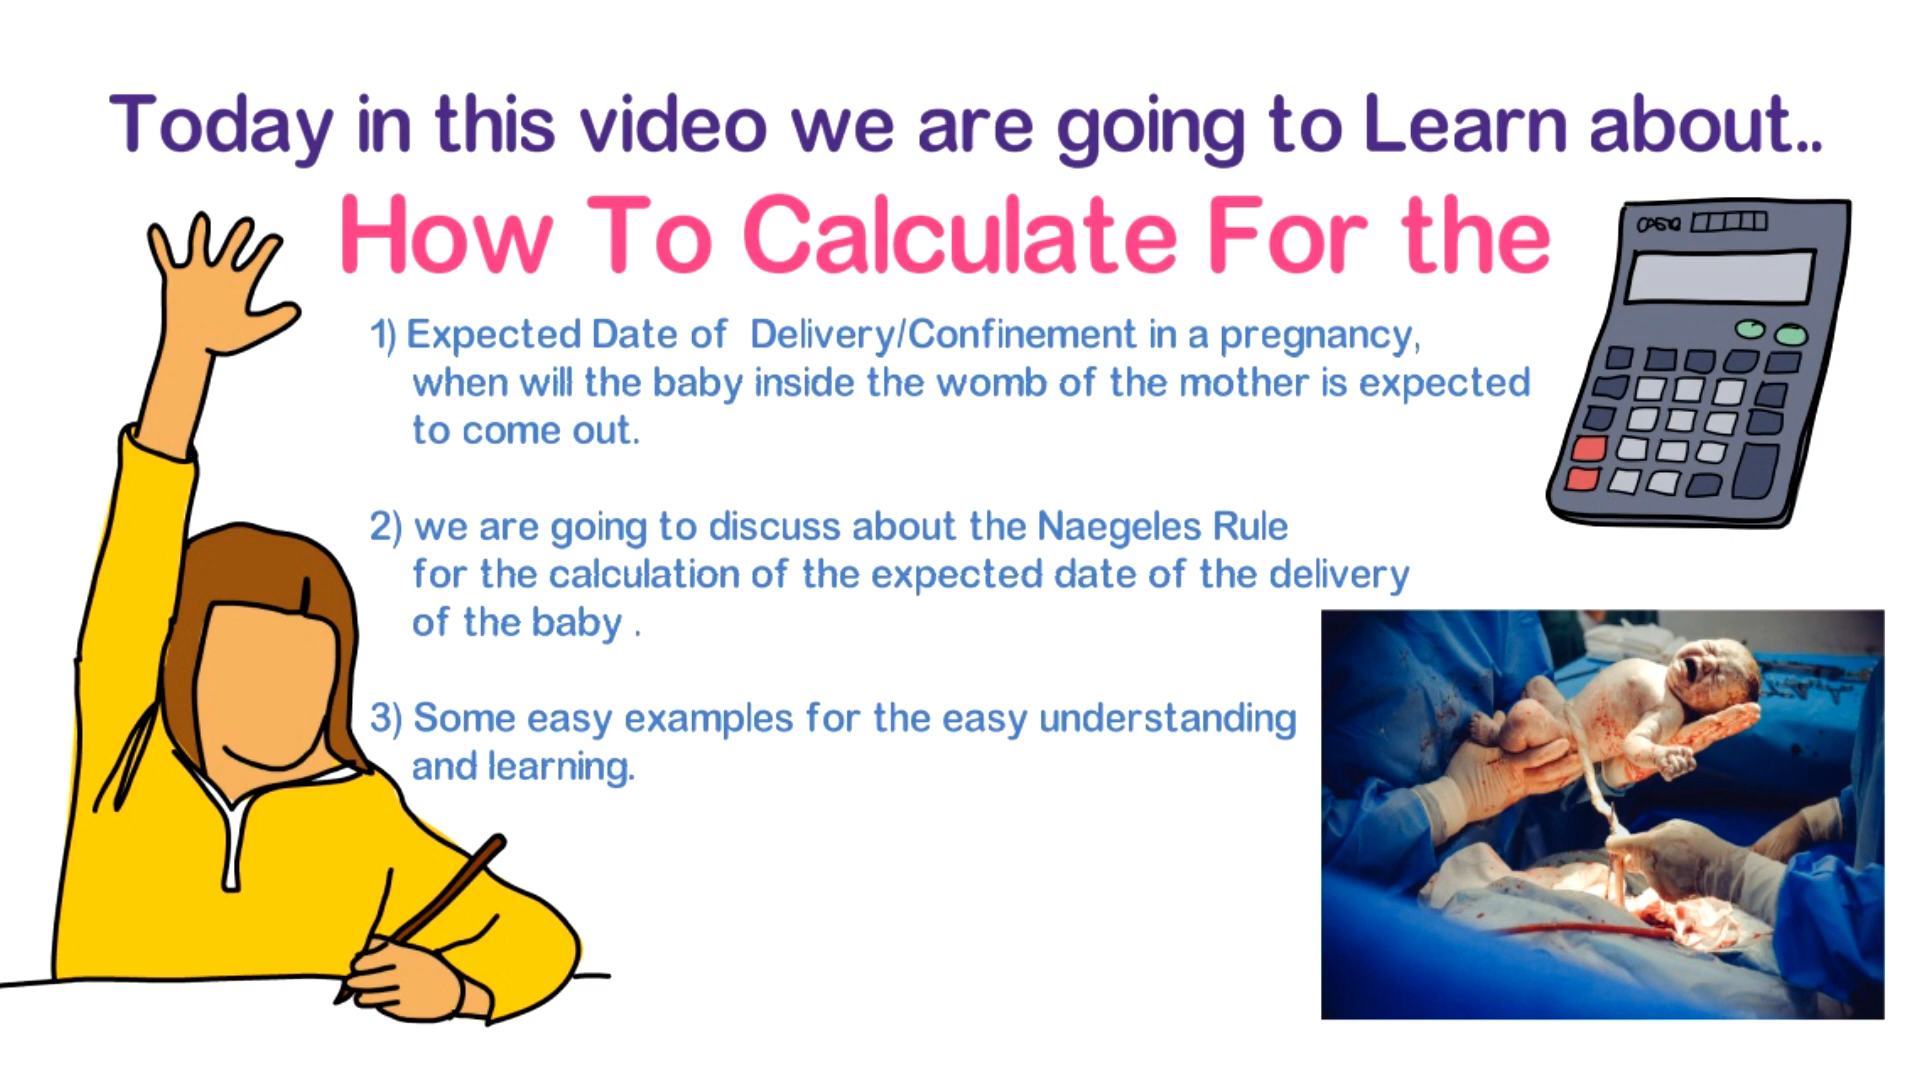 Today in this video we are going to Learn about..
How To Calculate For the
1) Expected Date of Delivery/Confinement in a pregnancy,
when will the baby inside the womb of the mother is expected
to come out.
2) we are going to discuss about the Naegeles Rule
for the calculation of the expected date of the delivery
of the baby .
3) Some easy examples for the easy understanding
and learning.